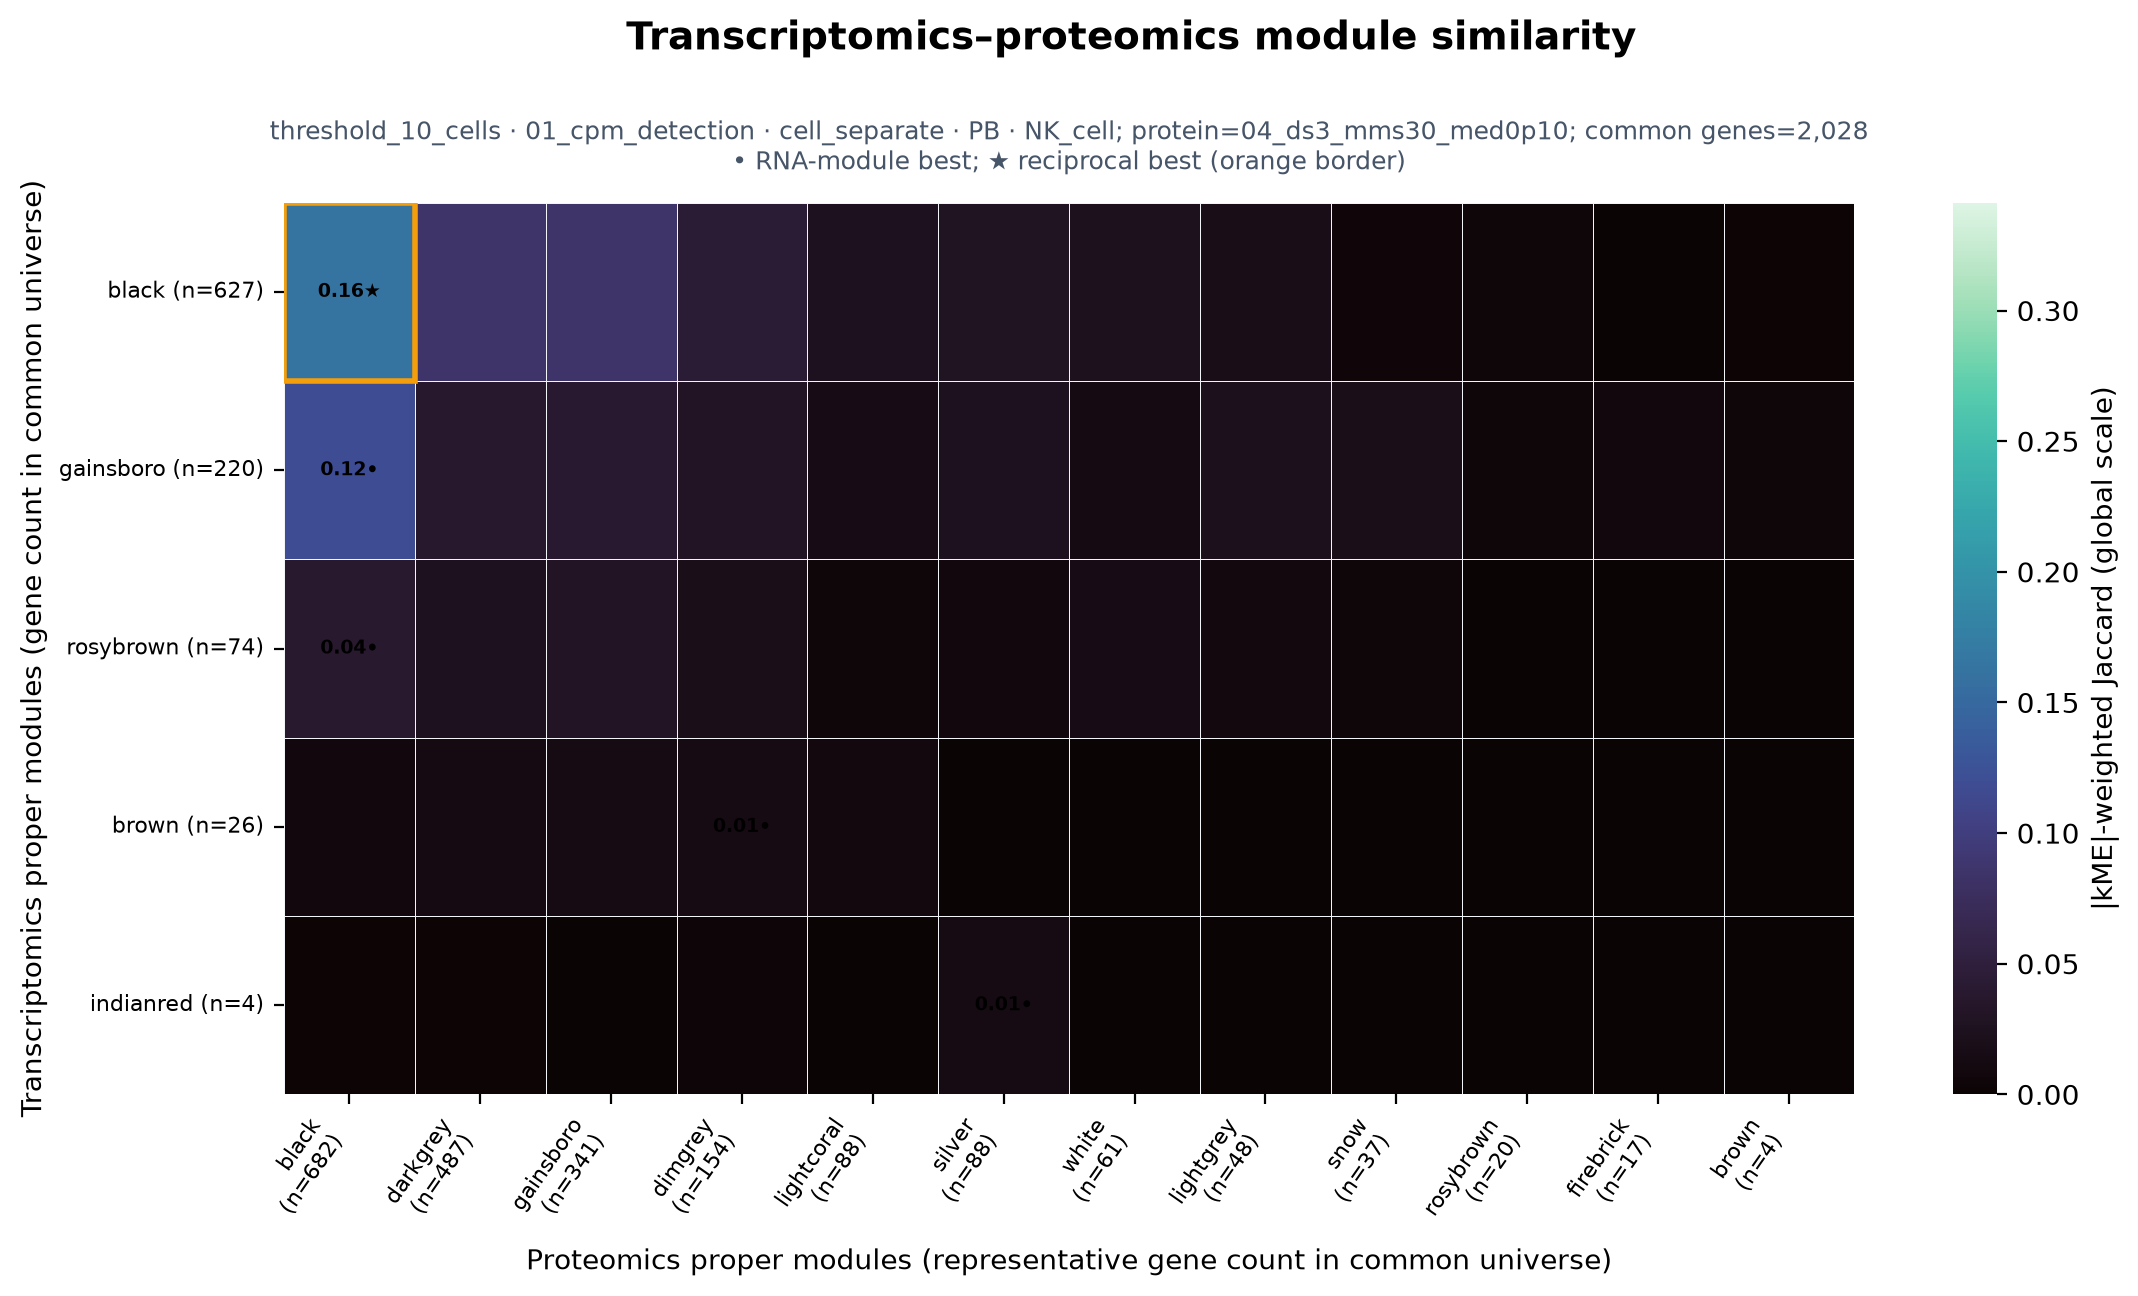 Transcriptomics–proteomics module similarity
threshold_10_cells · 01_cpm_detection · cell_separate · PB · NK_cell; protein=04_ds3_mms30_med0p10; common genes=2,028
• RNA-module best; ★ reciprocal best (orange border)
Transcriptomics proper modules (gene count in common universe)
black (n=627)
0.16★
gainsboro (n=220)
0.12•
rosybrown (n=74)
0.04•
brown (n=26)
0.01•
indianred (n=4)
0.01•
black
(n=682)
darkgrey
(n=487)
gainsboro
(n=341)
dimgrey
(n=154)
lightcoral
(n=88)
silver
(n=88)
white
(n=61)
lightgrey
(n=48)
snow
(n=37)
rosybrown
(n=20)
firebrick
(n=17)
brown
(n=4)
Proteomics proper modules (representative gene count in common universe)
0.30
0.25
0.20
0.15
0.10
0.05
0.00
|kME|-weighted Jaccard (global scale)